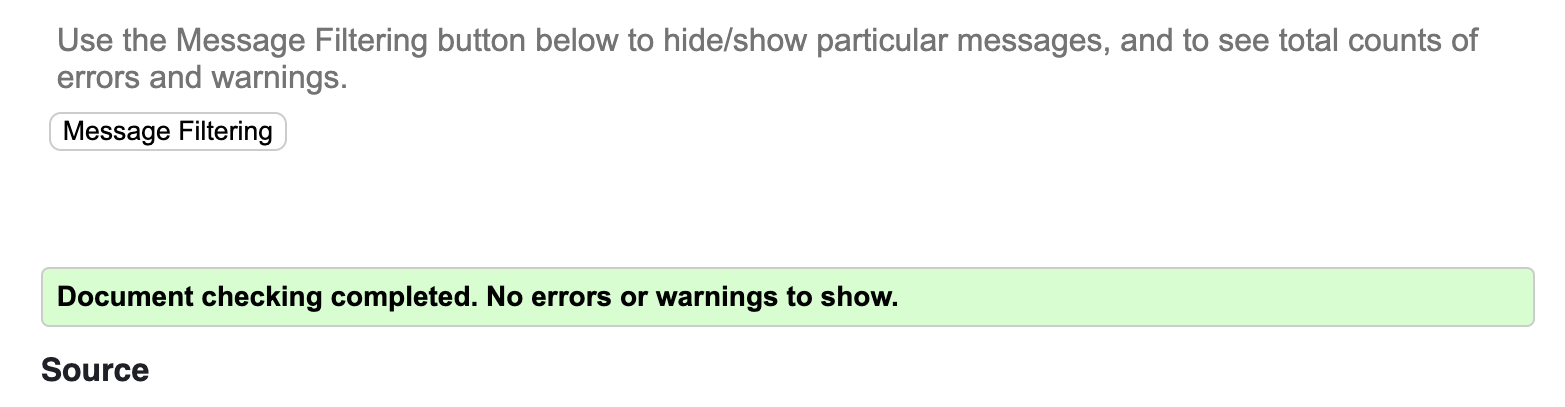 Use the Message Filtering button below to hide/show particular messages, and to see total counts of
errors and warnings.
Message Filtering
Document checking completed. No errors or warnings to show.
Source